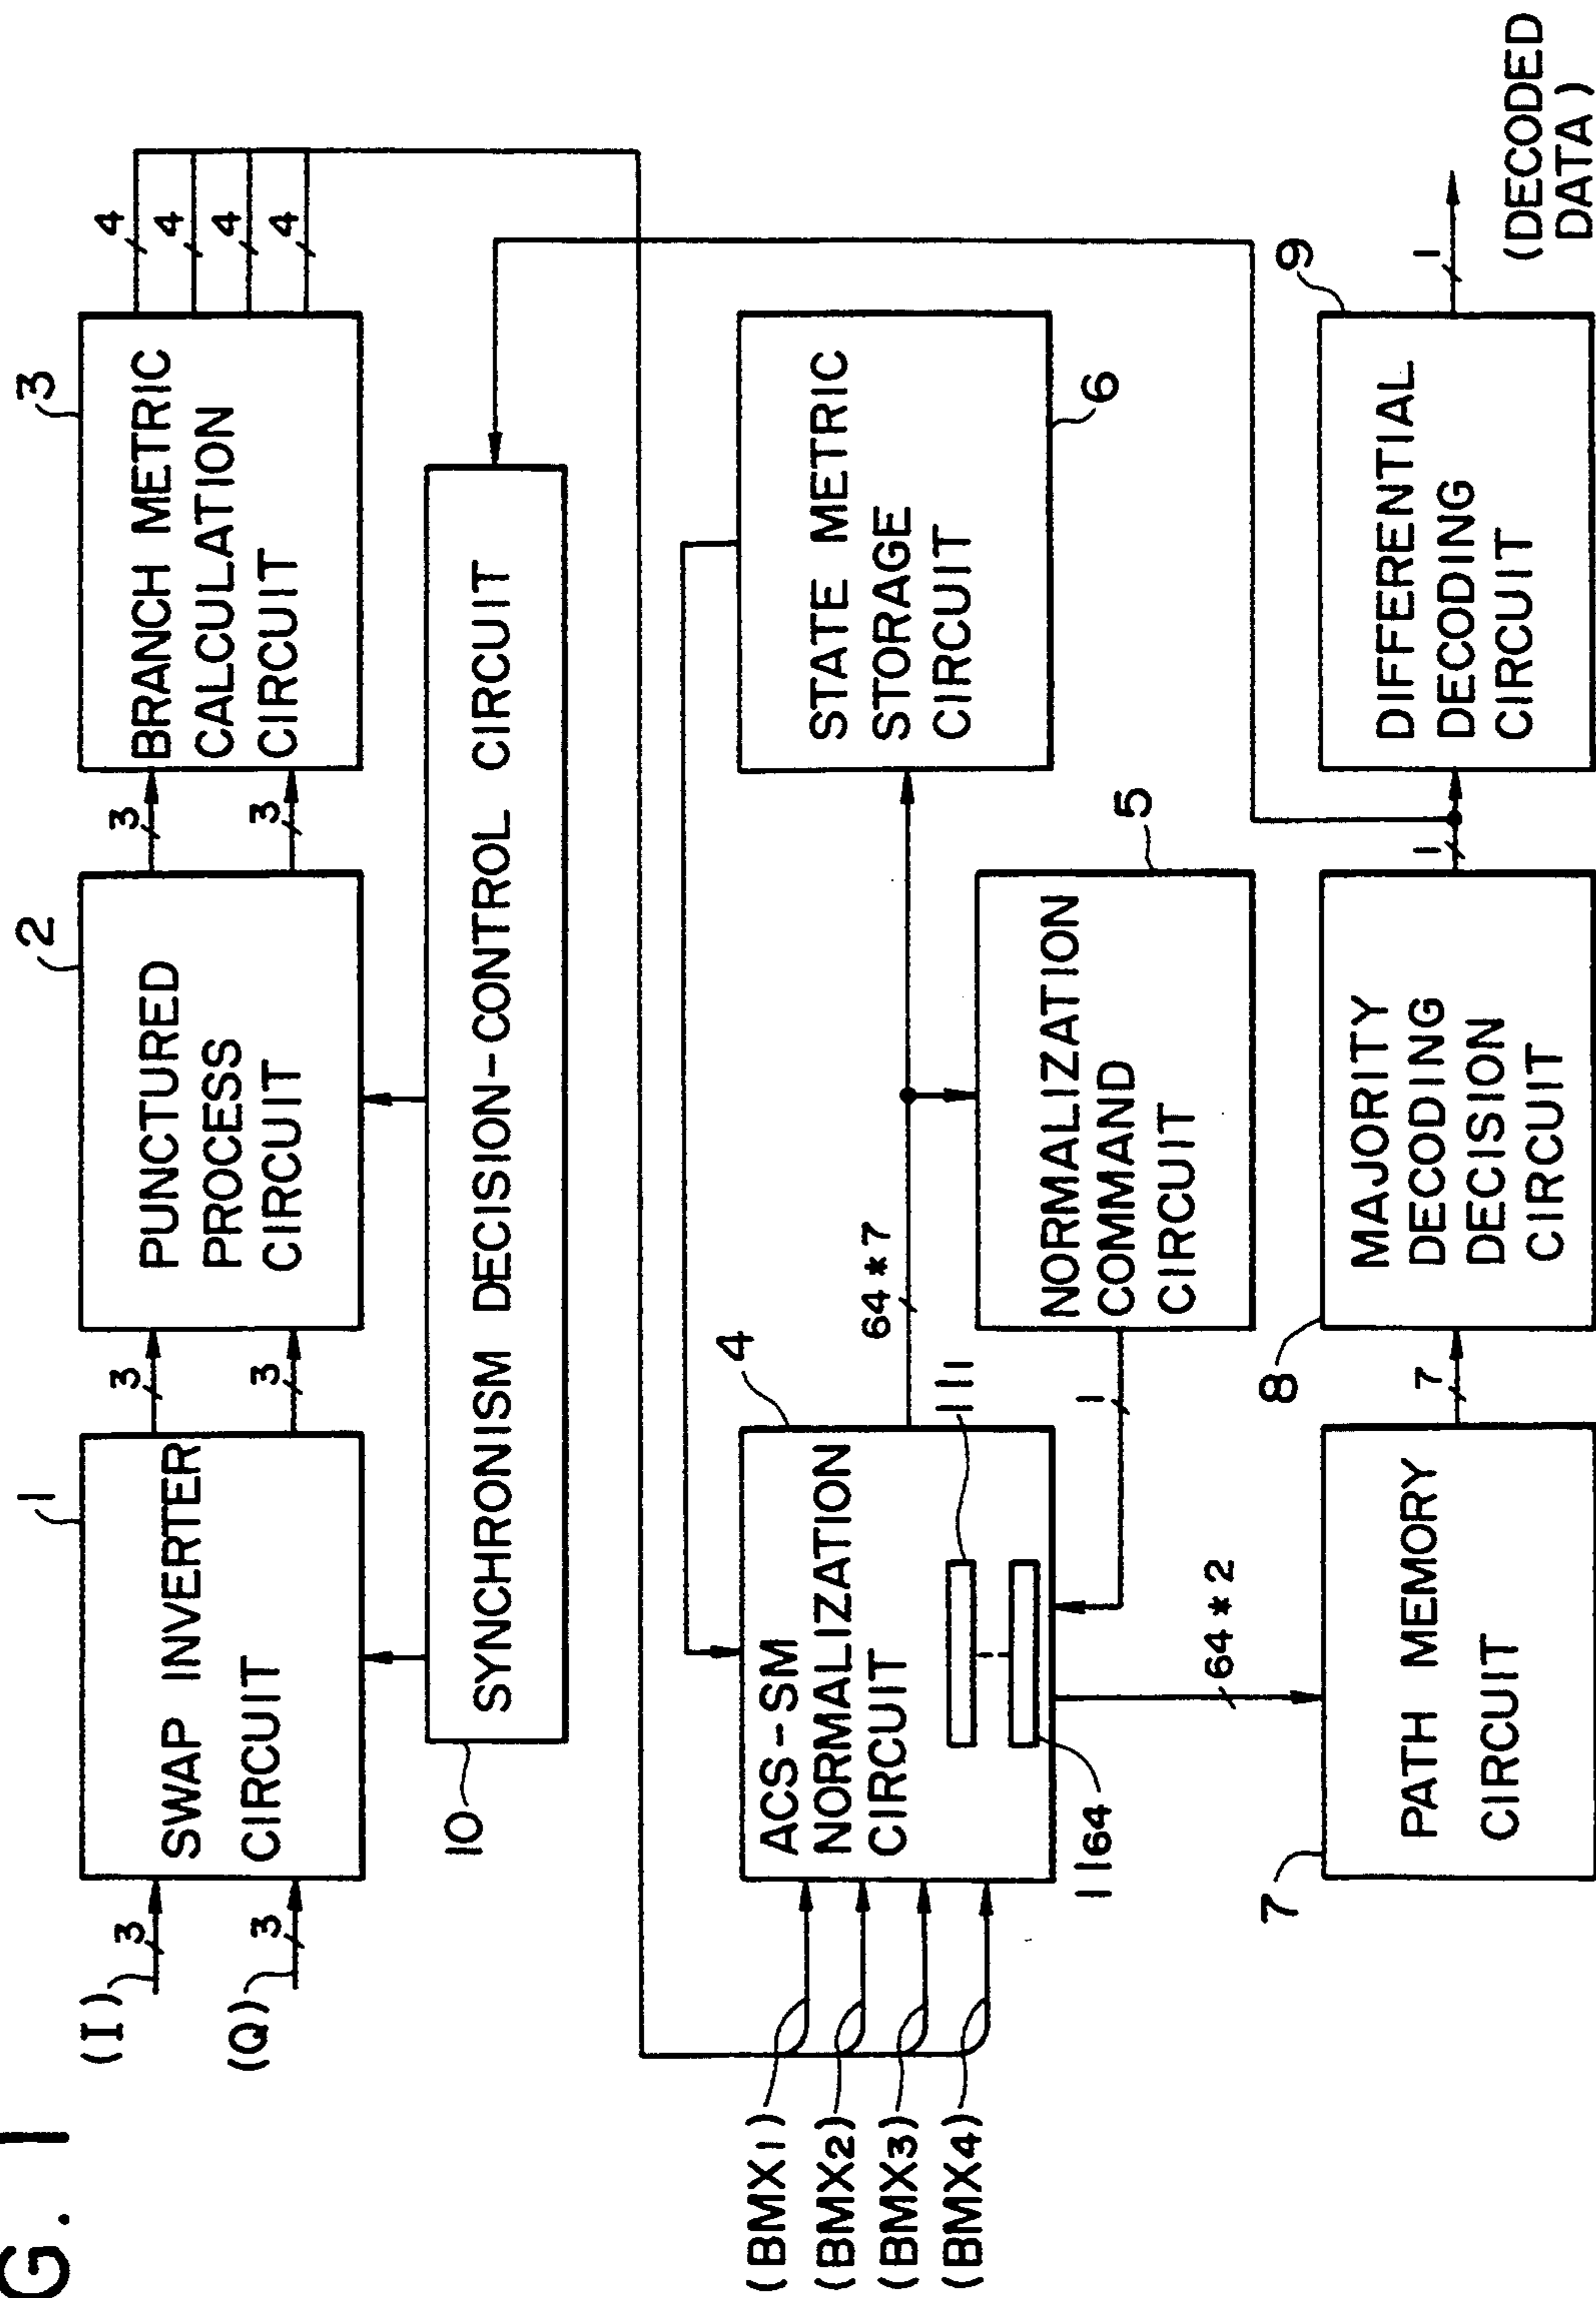 G. 1
(I)
3
(Q)
3
1
SWAP INVERTER
CIRCUIT
3
3
2
PUNCTURED
PROCESS
CIRCUIT
3
3
3
BRANCH METRIC
CALCULATION
CIRCUIT
4
4
4
4
10
SYNCHRONISM DECISION-CONTROL CIRCUIT
(BMX1)
(BMX2)
(BMX3)
(BMX4)
4
ACS-SM
NORMALIZATION
CIRCUIT
111
1164
64*7
1
64*2
5
NORMALIZATION
COMMAND
CIRCUIT
STATE METRIC
STORAGE
CIRCUIT
6
7
PATH MEMORY
CIRCUIT
7
8
MAJORITY
DECODING
DECISION
CIRCUIT
1
9
DIFFERENTIAL
DECODING
CIRCUIT
1
(DECODED
DATA)